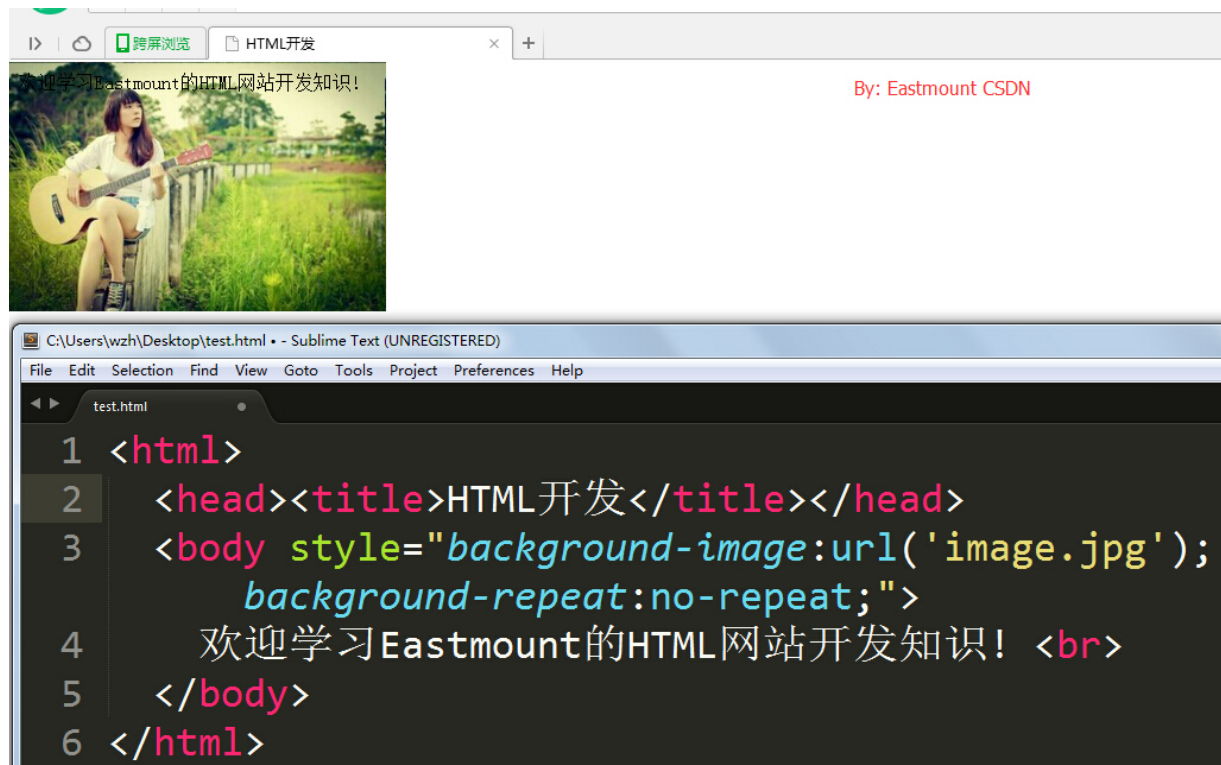 跨屏浏览
HTML开发
欢迎学习Eastmount的HTML网站开发知识!
By: Eastmount CSDN
C:\Users\wzh\Desktop\test.html • - Sublime Text (UNREGISTERED)
File Edit Selection Find View Goto Tools Project Preferences Help
test.html
1 <html>
2 <head><title>HTML开发</title></head>
3 <body style="background-image:url('image.jpg');
background-repeat:no-repeat;">
4 欢迎学习Eastmount的HTML网站开发知识! <br>
5 </body>
6 </html>